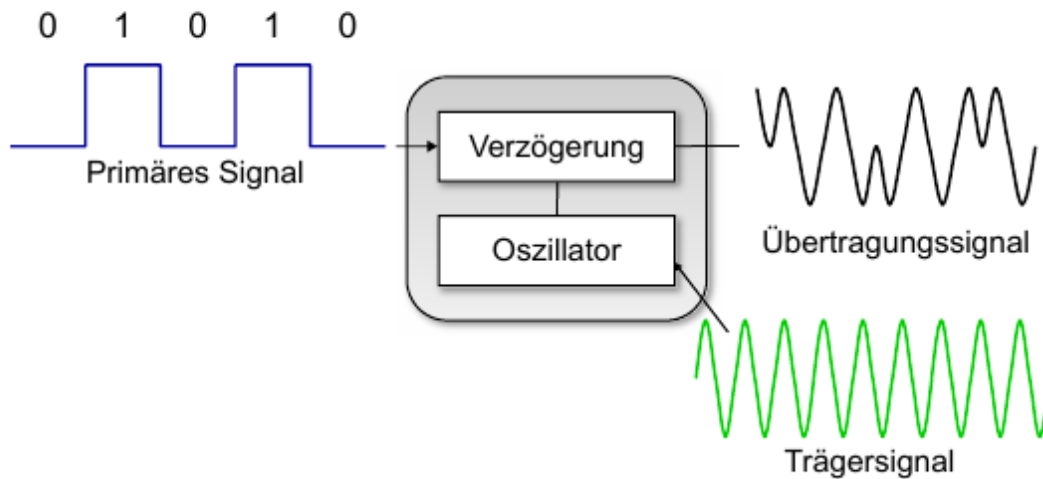 0 1 0 1 0
Primäres Signal
Verzögerung
Oszillator
Übertragungssignal
Trägersignal